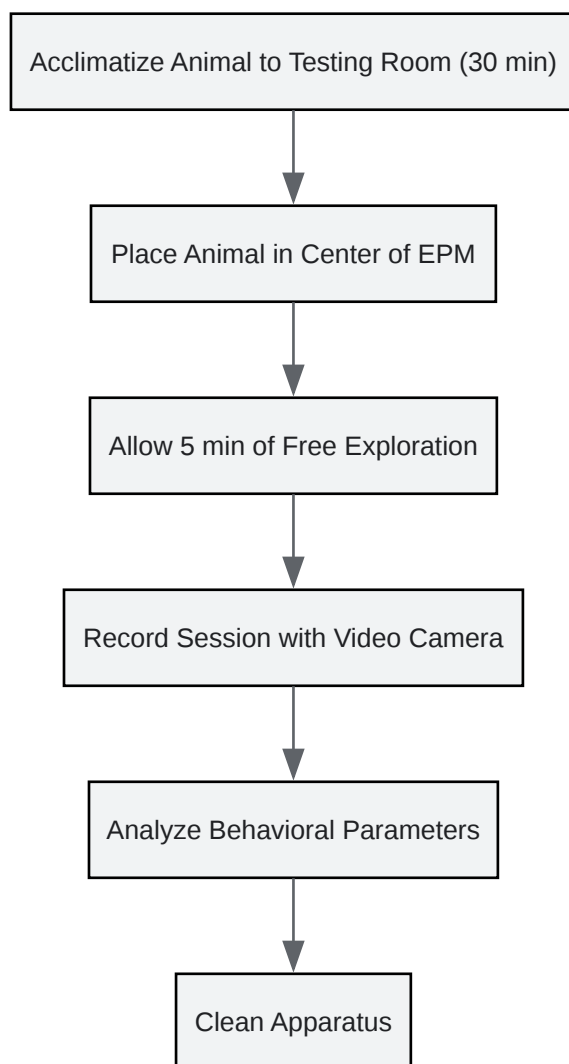 Acclimatize Animal to Testing Room (30 min)
Place Animal in Center of EPM
Allow 5 min of Free Exploration
Record Session with Video Camera
Analyze Behavioral Parameters
Clean Apparatus